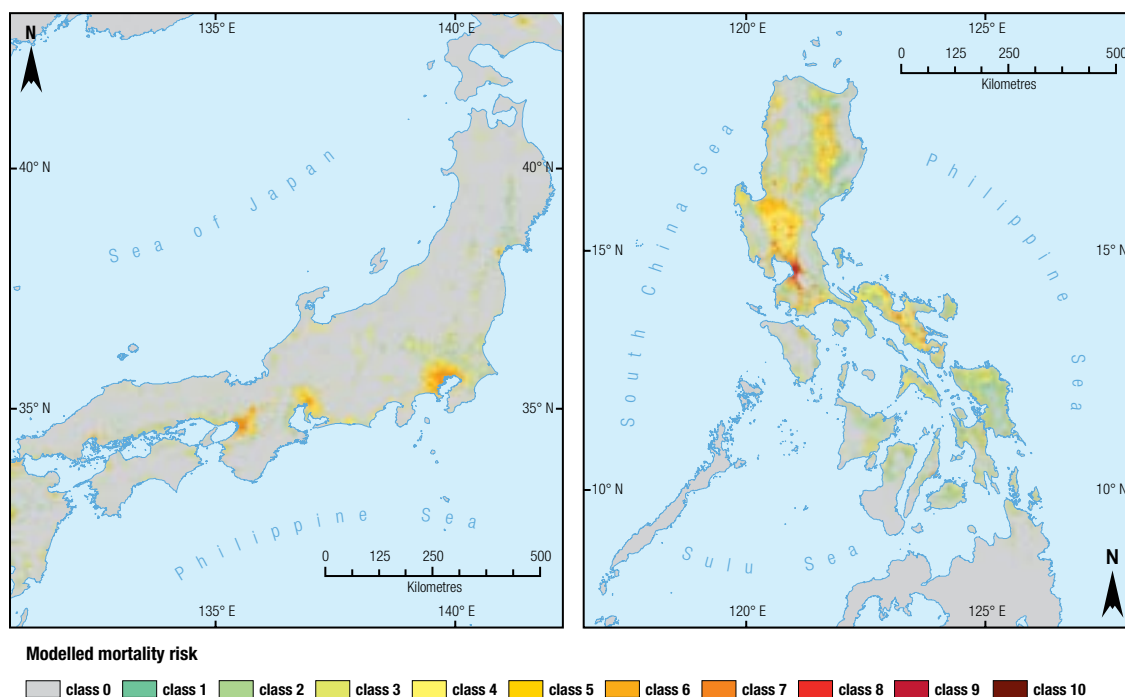 135° E
140° E
N
40° N
40° N
Sea of Japan
35° N
35° N
Philippine Sea
0 125 250 500
Kilometres
135° E
140° E
120° E
125° E
0 125 250 500
Kilometres
South China Sea
Philippine Sea
15° N
15° N
10° N
10° N
Sulu Sea
N
120° E
125° E
Modelled mortality risk
class 0 class 1 class 2 class 3 class 4 class 5 class 6 class 7 class 8 class 9 class 10